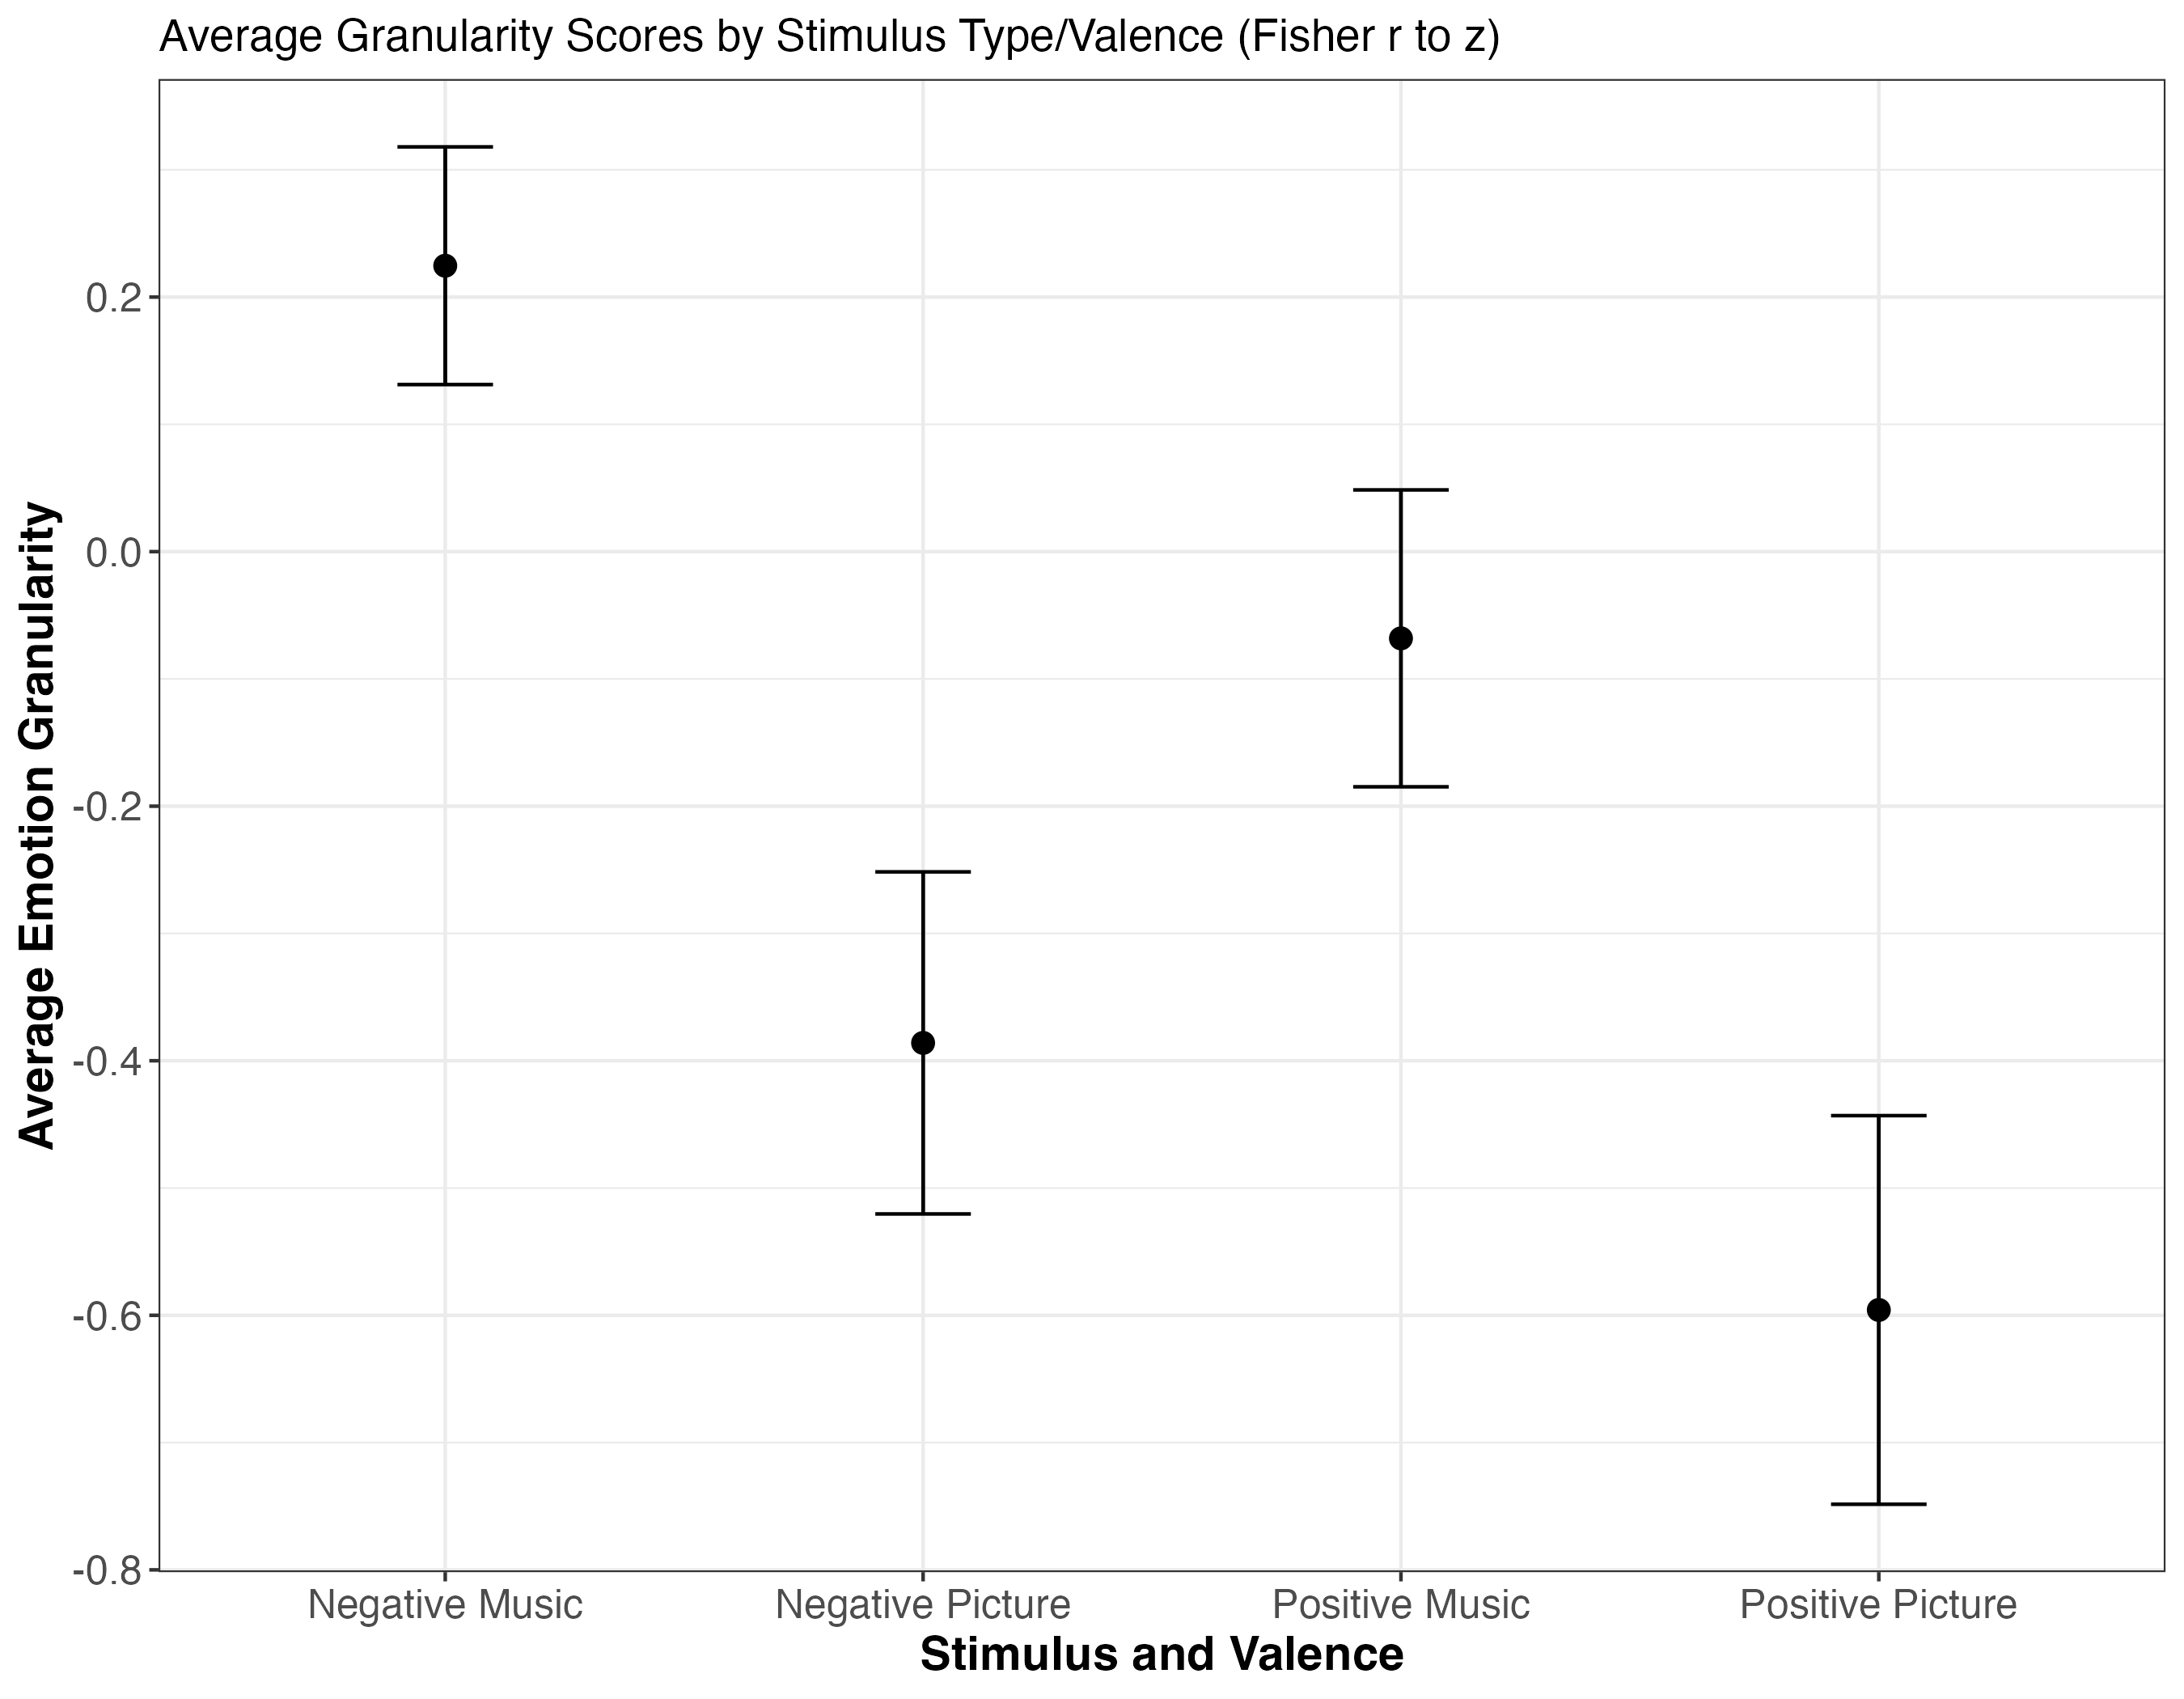 Average Granularity Scores by Stimulus Type/Valence (Fisher r to z)
Average Emotion Granularity
0.2
0.0
-0.2
-0.4
-0.6
-0.8
Negative Music
Negative Picture
Positive Music
Positive Picture
Stimulus and Valence